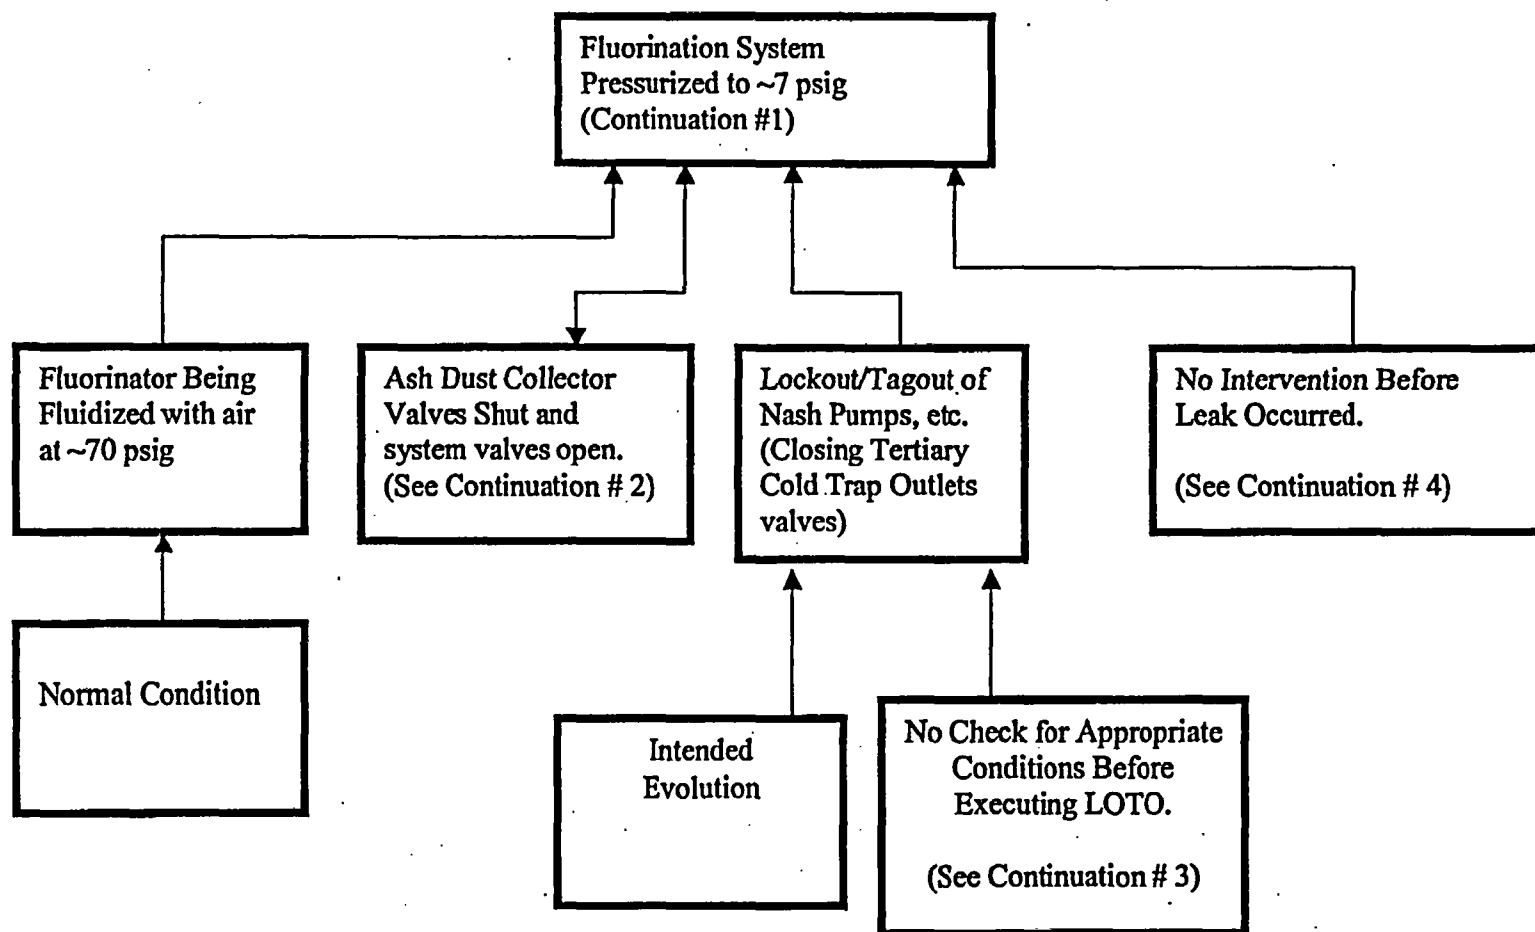 Fluorination System
Pressurized to ~7 psig
(Continuation #1)
Fluorinator Being
Fluidized with air
at ~70 psig
Ash Dust Collector
Valves Shut and
system valves open.
(See Continuation # 2)
Lockout/Tagout of
Nash Pumps, etc.
(Closing Tertiary
Cold Trap Outlets
valves)
No Intervention Before
Leak Occurred.
(See Continuation # 4)
Normal Condition
Intended
Evolution
No Check for Appropriate
Conditions Before
Executing LOTO.
(See Continuation # 3)